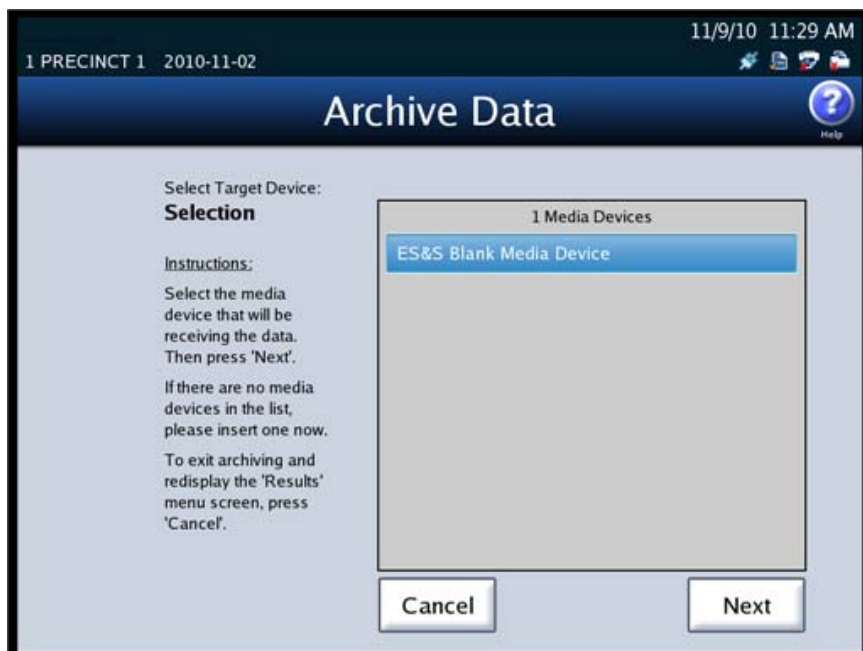 11/9/10 11:29 AM
1 PRECINCT 1 2010-11-02
Archive Data
Help
Select Target Device:
Selection
Instructions:
Select the media
device that will be
receiving the data.
Then press 'Next'.
If there are no media
devices in the list,
please insert one now.
To exit archiving and
redisplay the 'Results'
menu screen, press
'Cancel'.
1 Media Devices
ES&S Blank Media Device
Cancel
Next